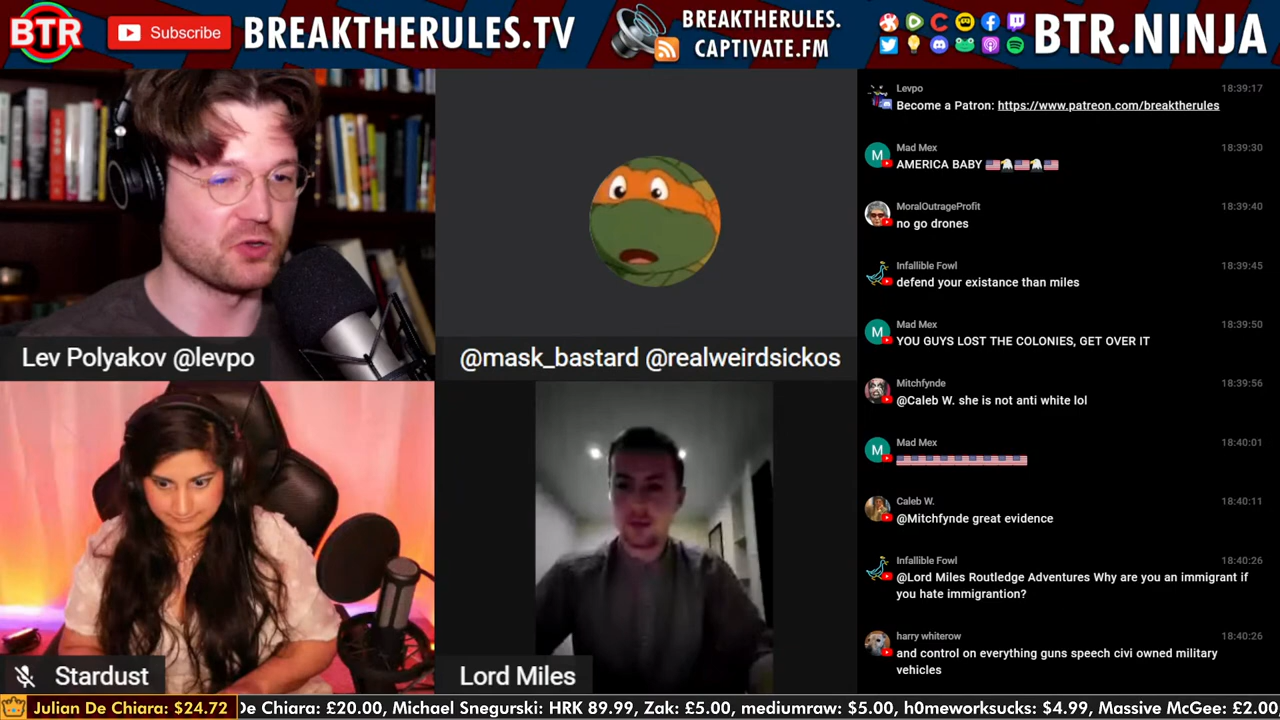 BTR
Subscribe
BREAKTHERULES.TV
BREAKTHERULES.
CAPTIVATE.FM
BTR.NINJA
Lev Polyakov @levpo
@mask_bastard @realweirdsickos
Stardust
Lord Miles
Levpo 18:39:17
Become a Patron: https://www.patreon.com/breaktherules
Mad Mex 18:39:30
AMERICA BABY 🇺🇸🦅🇺🇸🦅🇺🇸
MoralOutrageProfit 18:39:40
no go drones
Infallible Fowl 18:39:45
defend your existance than miles
M
Mad Mex 18:39:50
YOU GUYS LOST THE COLONIES, GET OVER IT
Mitchfynde 18:39:56
@Caleb W. she is not anti white lol
M
Mad Mex 18:40:01
🇺🇸🇺🇸🇺🇸🇺🇸🇺🇸🇺🇸🇺🇸🇺🇸🇺🇸
Caleb W. 18:40:11
@Mitchfynde great evidence
Infallible Fowl 18:40:26
@Lord Miles Routledge Adventures Why are you an immigrant if
you hate immigrantion?
harry whiterow 18:40:26
and control on everything guns speech civi owned military
vehicles
Julian De Chiara: $24.72
De Chiara: £20.00, Michael Snegurski: HRK 89.99, Zak: £5.00, mediumraw: $5.00, h0meworksucks: $4.99, Massive McGee: £2.00